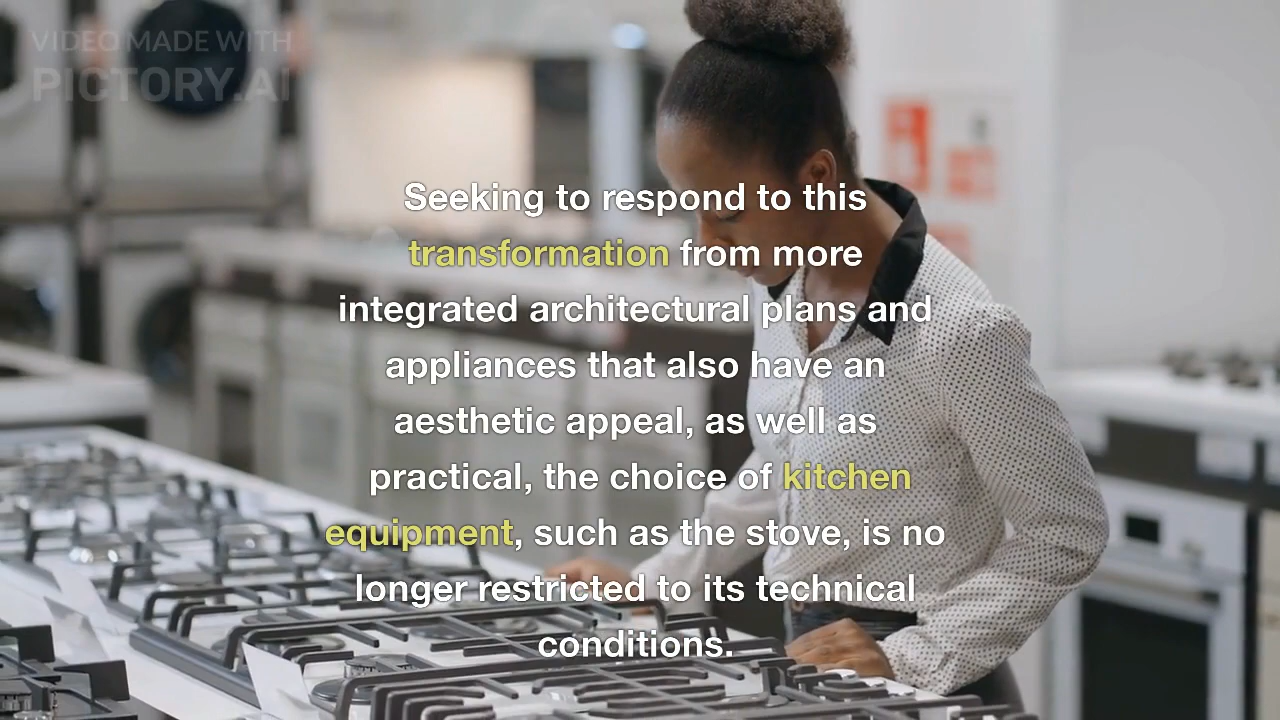 VIDEO MADE WITH
PICTORY.AI
Seeking to respond to this
transformation from more
integrated architectural plans and
appliances that also have an
aesthetic appeal, as well as
practical, the choice of kitchen
equipment, such as the stove, is no
longer restricted to its technical
conditions.